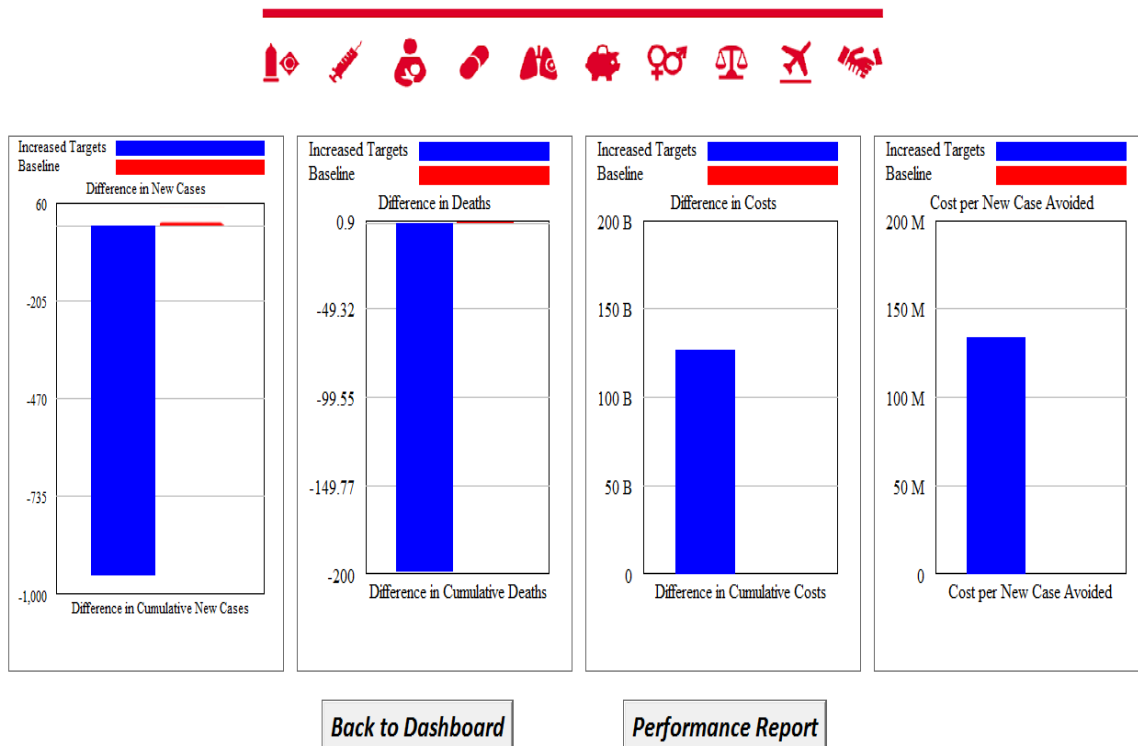 Increased Targets
Baseline
Difference in New Cases
60
-205
-470
-735
-1,000
Difference in Cumulative New Cases
Increased Targets
Baseline
Difference in Deaths
0.9
-49.32
-99.55
-149.77
-200
Difference in Cumulative Deaths
Increased Targets
Baseline
Difference in Costs
200 B
150 B
100 B
50 B
0
Difference in Cumulative Costs
Increased Targets
Baseline
Cost per New Case Avoided
200 M
150 M
100 M
50 M
0
Cost per New Case Avoided
Back to Dashboard
Performance Report